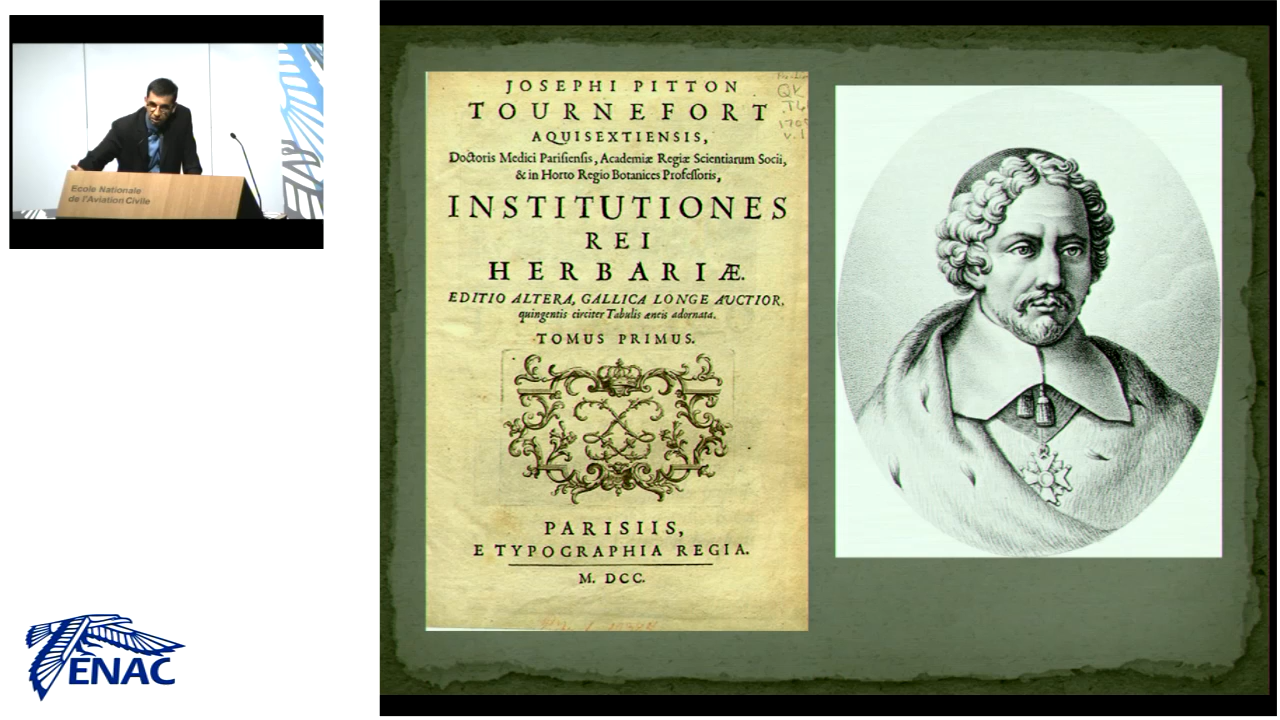 Ecole Nationale
de l'Aviation Civile
ENAC
JOSEPHI PITTON
TOURNEFORT
AQUISEXTIENSIS,
Doctoris Medici Parisiensis, Academiæ Regiæ Scientiarum Socii,
& in Horto Regio Botanices Professoris,
INSTITUTIONES
REI
HERBARIÆ.
EDITIO ALTERA, GALLICA LONGE AUCTIOR,
quingentis circiter Tabulis æneis adornata.
TOMUS PRIMUS.
PARISIIS,
E TYPOGRAPHIA REGIA.
M. DCC.
QK
v.1